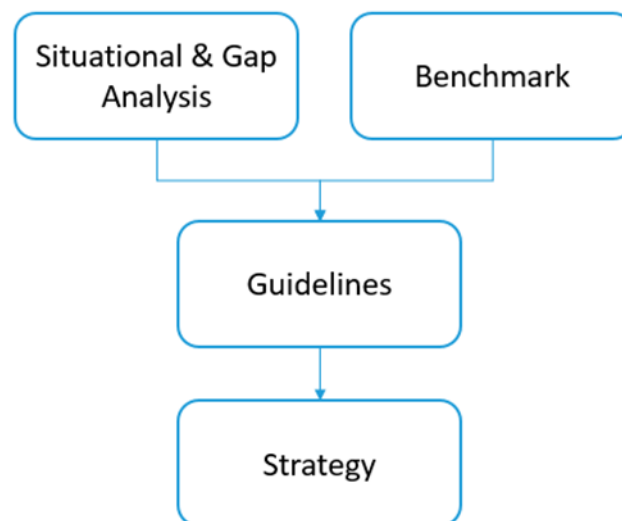 Situational & Gap
Analysis
Benchmark
Guidelines
Strategy